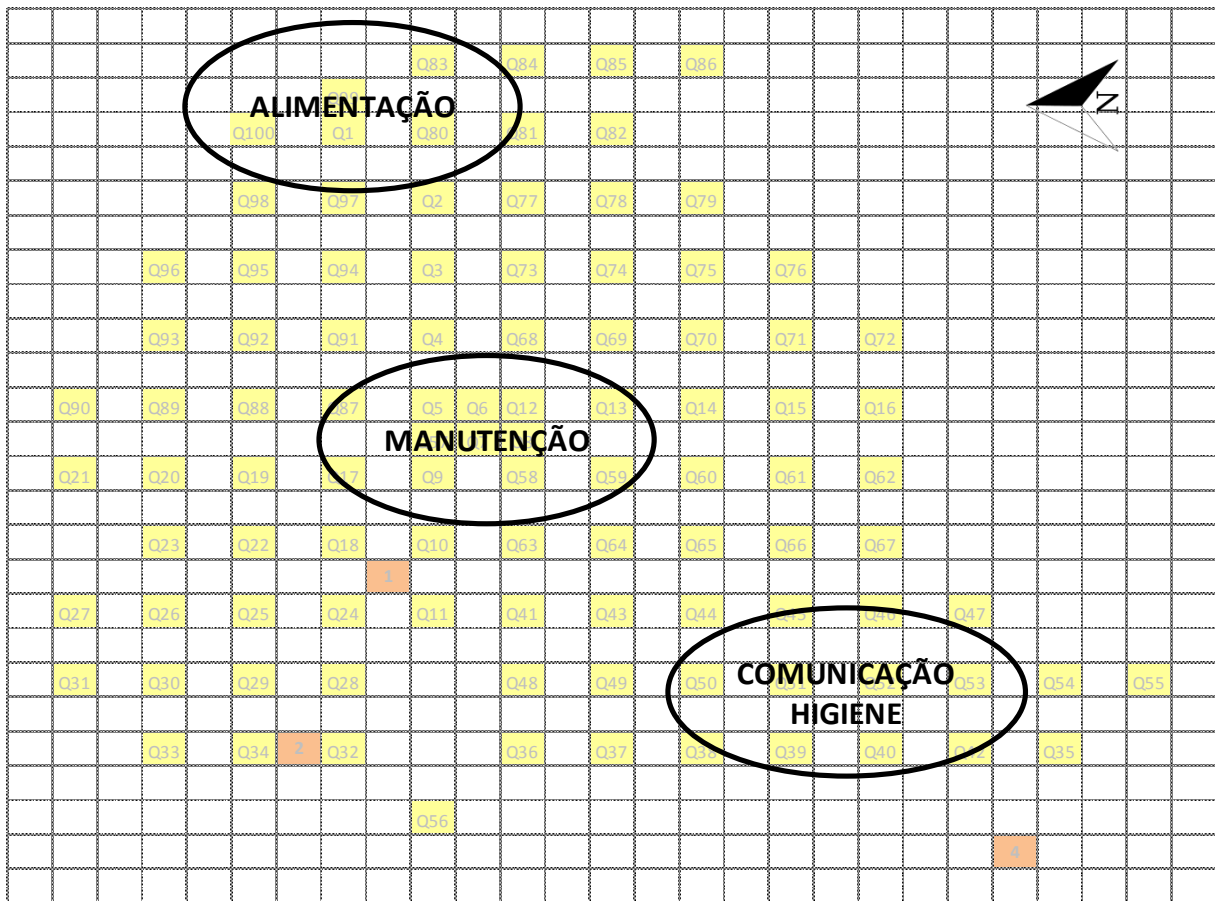 Q83 Q84 Q85 Q86
ALIMENTAÇÃO
N
Q100 Q1 Q80 Q81 Q82
Q98 Q97 Q2 Q77 Q78 Q79
Q96 Q95 Q94 Q3 Q73 Q74 Q75 Q76
Q93 Q92 Q91 Q4 Q68 Q69 Q70 Q71 Q72
Q90 Q89 Q88 Q87 Q5 Q6 Q12 Q13 Q14 Q15 Q16
MANUTENÇÃO
Q21 Q20 Q19 Q17 Q9 Q58 Q59 Q60 Q61 Q62
Q23 Q22 Q18 Q10 Q63 Q64 Q65 Q66 Q67
1
Q27 Q26 Q25 Q24 Q11 Q41 Q43 Q44 Q45 Q46 Q47
Q31 Q30 Q29 Q28 Q48 Q49 Q50 Q51 Q52 Q53 Q54 Q55
COMUNICAÇÃO
HIGIENE
Q33 Q34 2 Q32 Q36 Q37 Q38 Q39 Q40 Q42 Q35
Q56
4